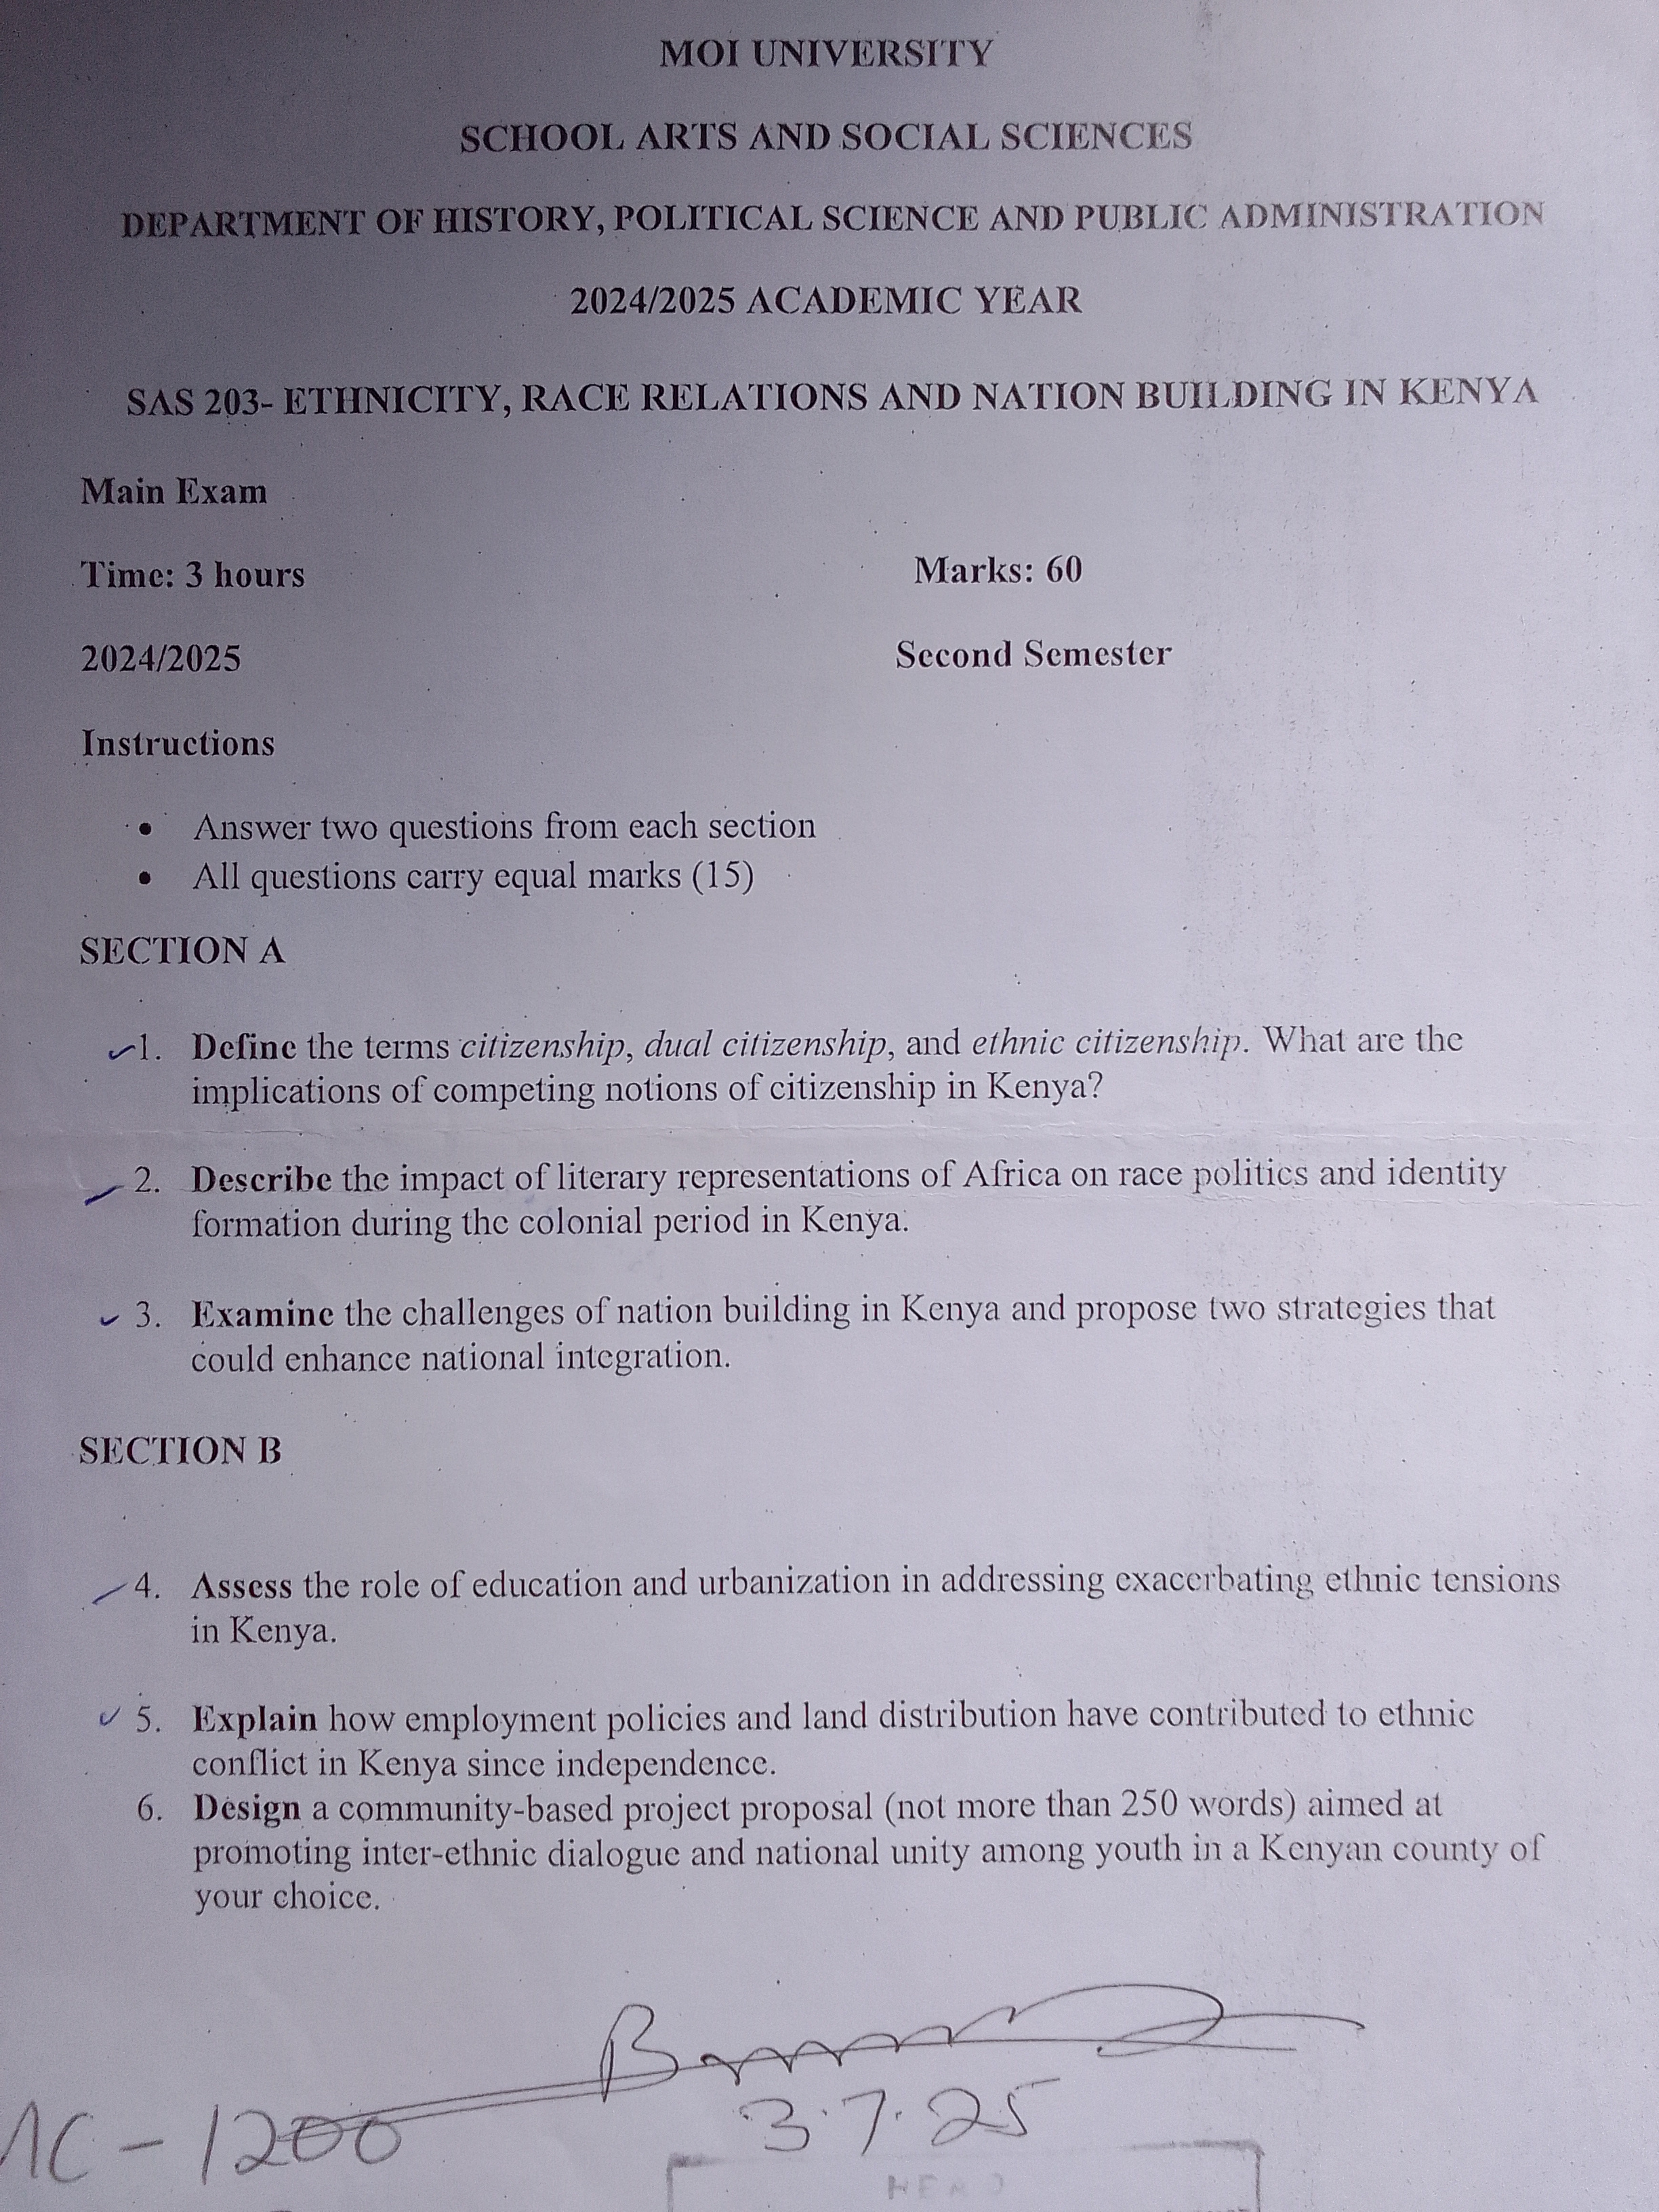 MOI UNIVERSITY
SCHOOL ARTS AND SOCIAL SCIENCES
DEPARTMENT OF HISTORY, POLITICAL SCIENCE AND PUBLIC ADMINISTRATION
2024/2025 ACADEMIC YEAR
SAS 203- ETHNICITY, RACE RELATIONS AND NATION BUILDING IN KENYA
Main Exam
Time: 3 hours Marks: 60
2024/2025 Second Semester
Instructions
• Answer two questions from each section
• All questions carry equal marks (15)
SECTION A
1. Define the terms citizenship, dual citizenship, and ethnic citizenship. What are the
implications of competing notions of citizenship in Kenya?
2. Describe the impact of literary representations of Africa on race politics and identity
formation during the colonial period in Kenya.
3. Examine the challenges of nation building in Kenya and propose two strategies that
could enhance national integration.
SECTION B
4. Assess the role of education and urbanization in addressing exacerbating ethnic tensions
in Kenya.
5. Explain how employment policies and land distribution have contributed to ethnic
conflict in Kenya since independence.
6. Design a community-based project proposal (not more than 250 words) aimed at
promoting inter-ethnic dialogue and national unity among youth in a Kenyan county of
your choice.
3.7.25
- 1200